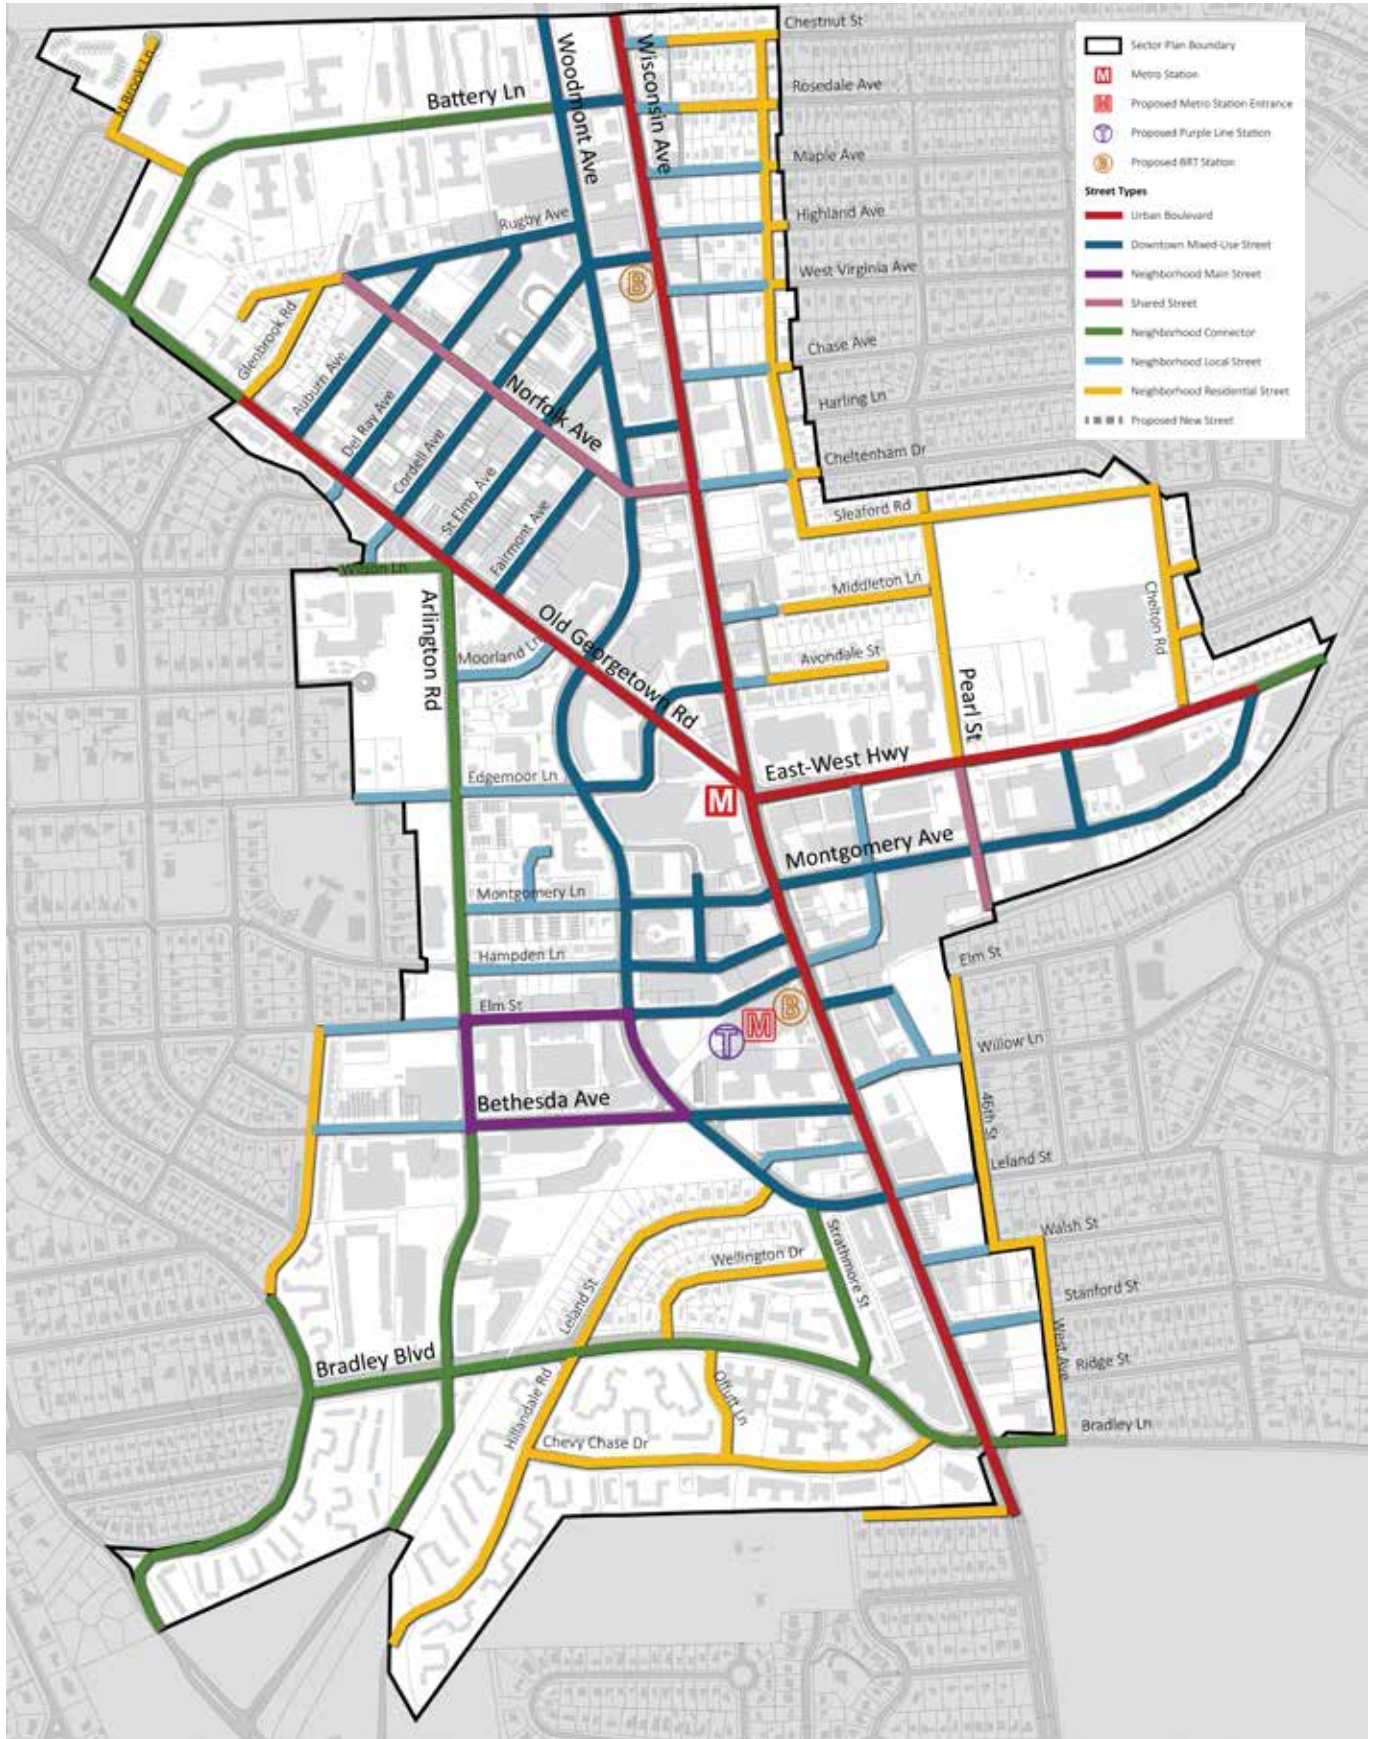 Chestnut St
Rosedale Ave
Maple Ave
Highland Ave
West Virginia Ave
Chase Ave
Harling Ln
Cheltenham Dr
Sleaford Rd
Middleton Ln
Avondale St
Chelton Rd
Pearl St
East-West Hwy
Montgomery Ave
N Brook Ln
Battery Ln
Woodmont Ave
Wisconsin Ave
Rugby Ave
Glenbrook Rd
Auburn Ave
Del Ray Ave
Cordell Ave
St Elmo Ave
Fairmont Ave
Norfolk Ave
Wilson Ln
Arlington Rd
Old Georgetown Rd
Moorland Ln
Edgemoor Ln
M
Montgomery Ln
Hampden Ln
Elm St
Elm St
B
B
M
T
Willow Ln
46th St
Bethesda Ave
Leland St
Walsh St
Stanford St
West Ave
Ridge St
Bradley Ln
Strathmore St
Wellington Dr
Leland St
Bradley Blvd
Hillandale Rd
Offutt Ln
Chevy Chase Dr
Sector Plan Boundary
M Metro Station
M Proposed Metro Station Entrance
T Proposed Purple Line Station
B Proposed BRT Station
Street Types
Urban Boulevard
Downtown Mixed-Use Street
Neighborhood Main Street
Shared Street
Neighborhood Connector
Neighborhood Local Street
Neighborhood Residential Street
Proposed New Street